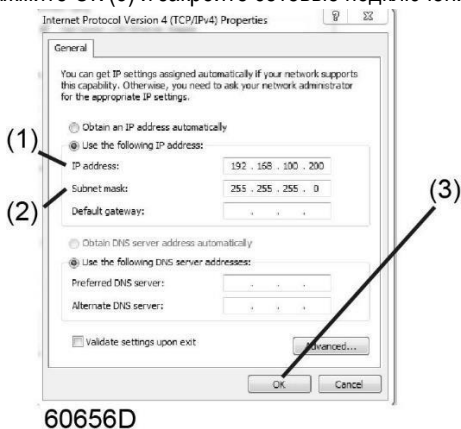 Internet Protocol Version 4 (TCP/IPv4) Properties
General
You can get IP settings assigned automatically if your network supports
this capability. Otherwise, you need to ask your network administrator
for the appropriate IP settings.
Obtain an IP address automatically
(1)
Use the following IP address:
IP address: 192 . 168 . 100 . 200
Subnet mask: 255 . 255 . 255 . 0
(2)
(3)
Default gateway: . . .
Obtain DNS server address automatically
Use the following DNS server addresses:
Preferred DNS server: . . .
Alternate DNS server: . . .
Validate settings upon exit
Advanced...
OK Cancel
60656D